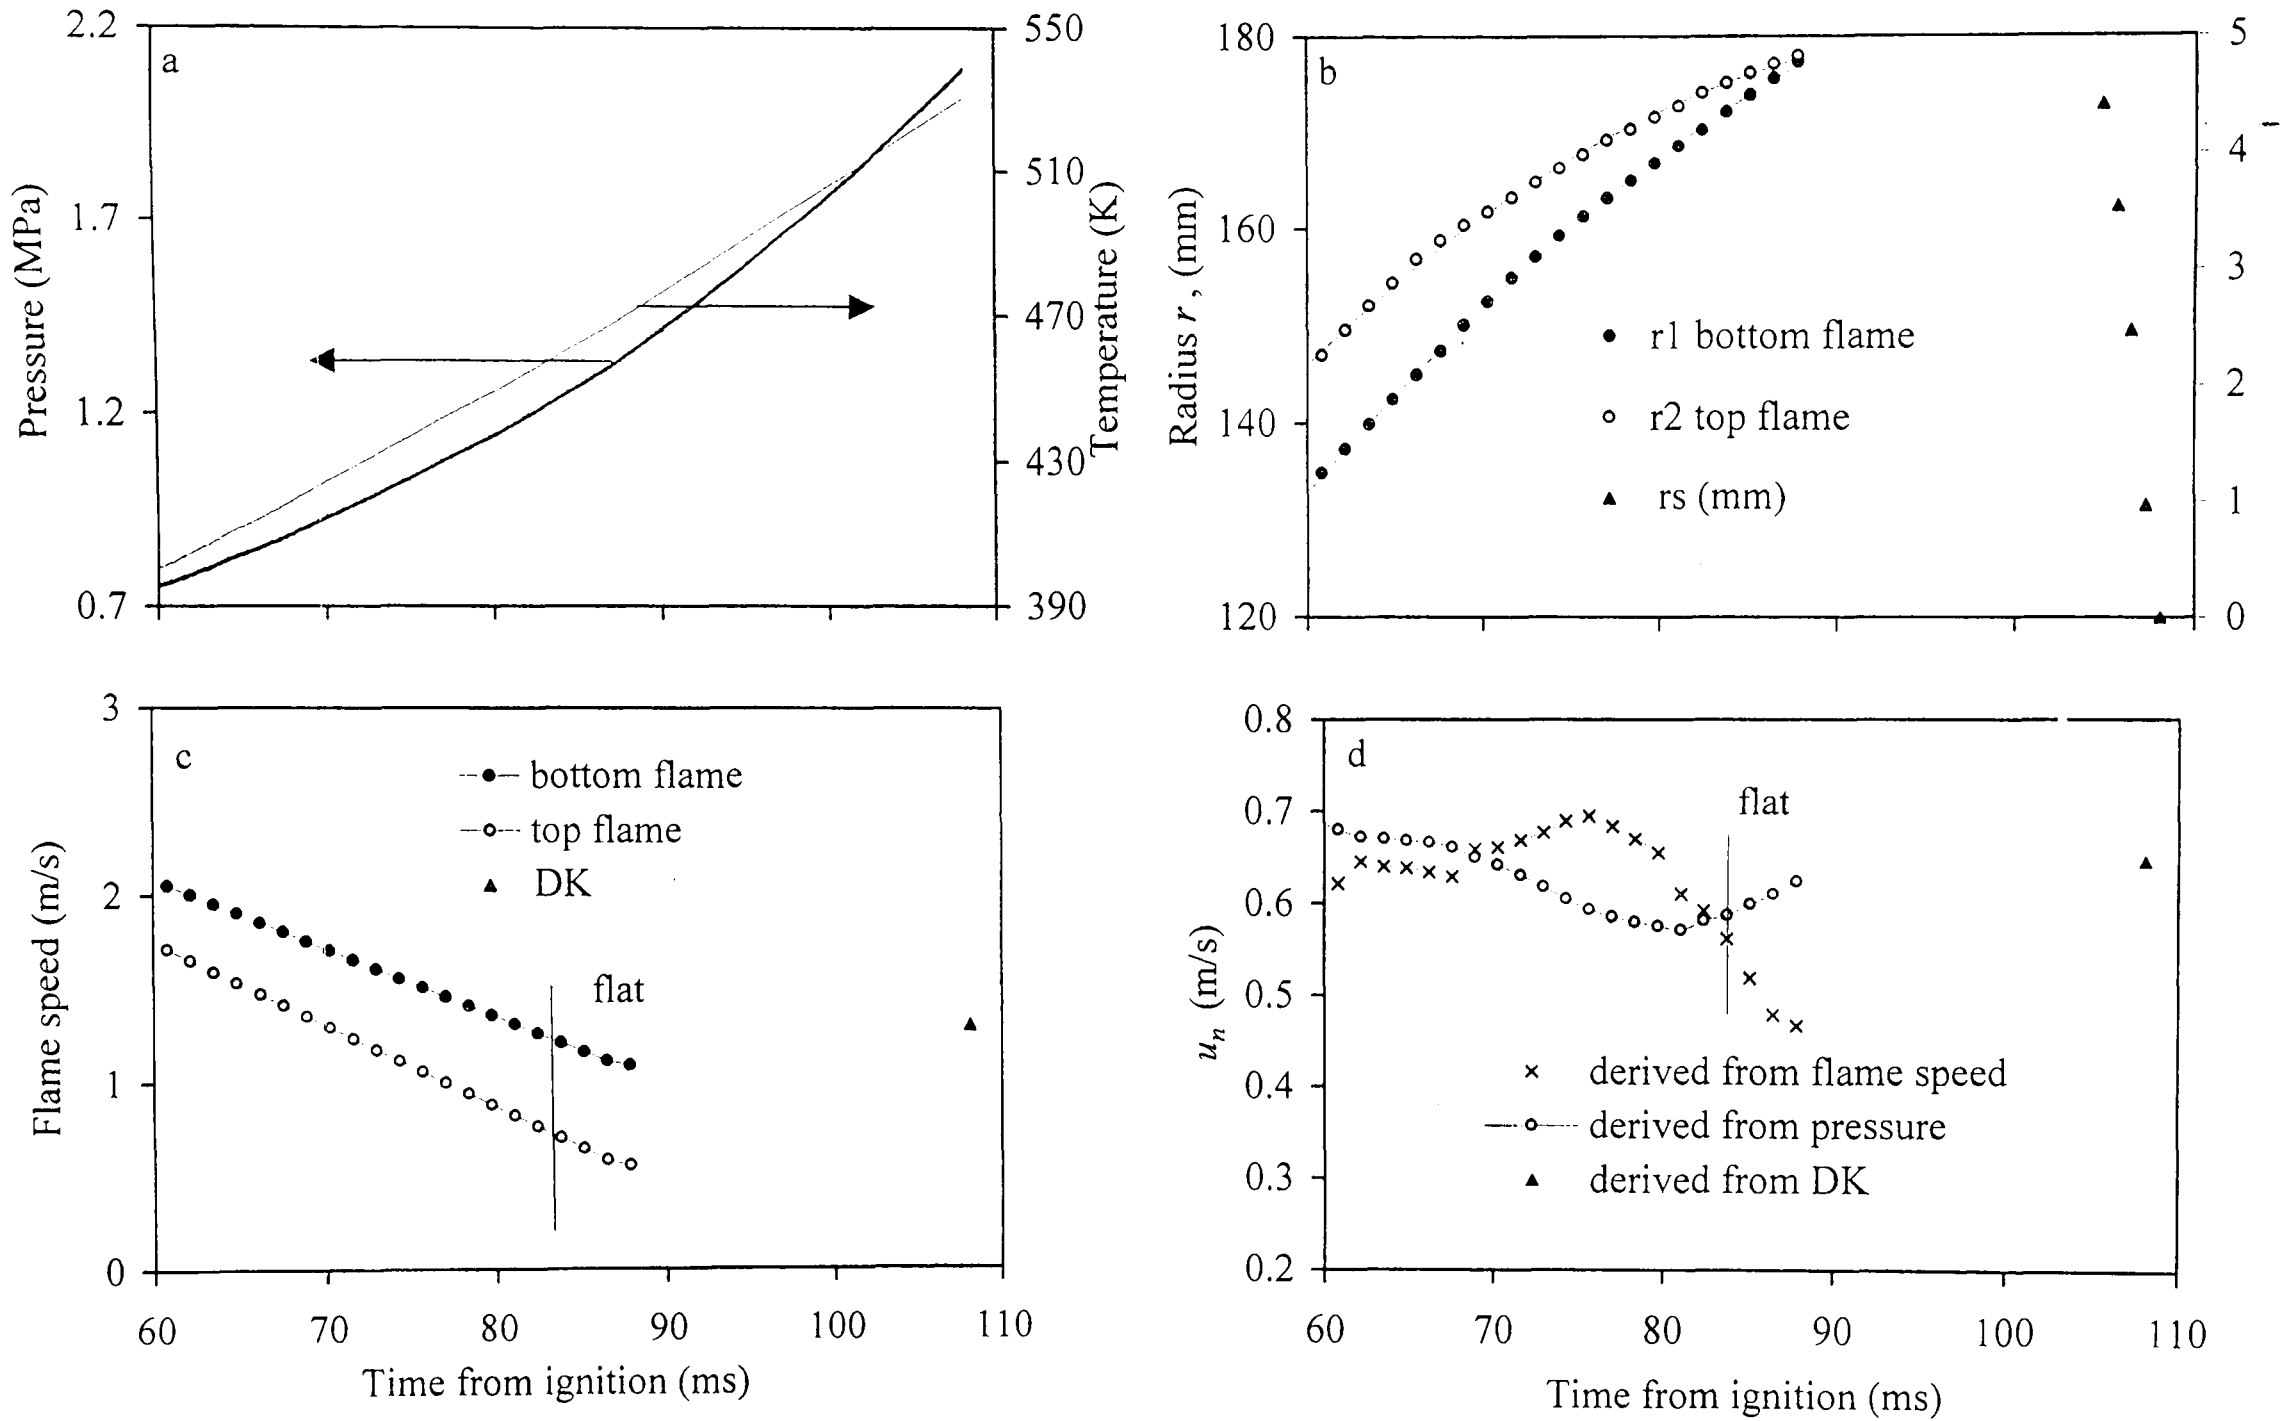 2.2
1.7
1.2
0.7
Pressure (MPa)
a
550
510
470
430
390
Temperature (K)
180
160
140
120
Radius r , (mm)
b
r1 bottom flame
r2 top flame
rs (mm)
5
4
3
2
1
0
3
2
1
0
Flame speed (m/s)
c
bottom flame
top flame
DK
flat
60 70 80 90 100 110
Time from ignition (ms)
0.8
0.7
0.6
0.5
0.4
0.3
0.2
uₙ (m/s)
d
flat
derived from flame speed
derived from pressure
derived from DK
60 70 80 90 100 110
Time from ignition (ms)